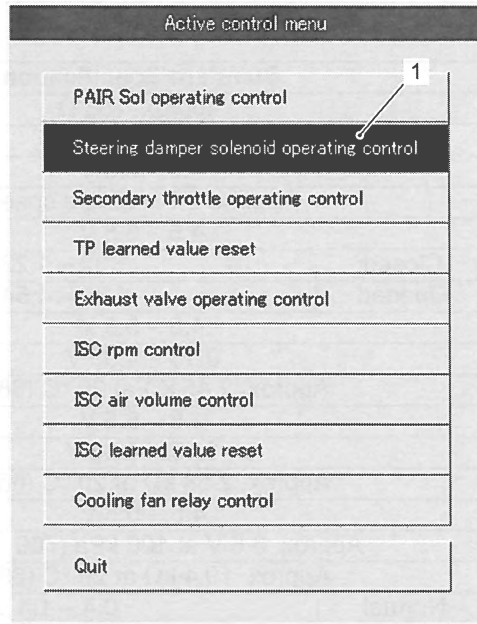 Active control menu
1
PAIR Sol operating control
Steering damper solenoid operating control
Secondary throttle operating control
TP learned value reset
Exhaust valve operating control
ISC rpm control
ISC air volume control
ISC learned value reset
Cooling fan relay control
Quit